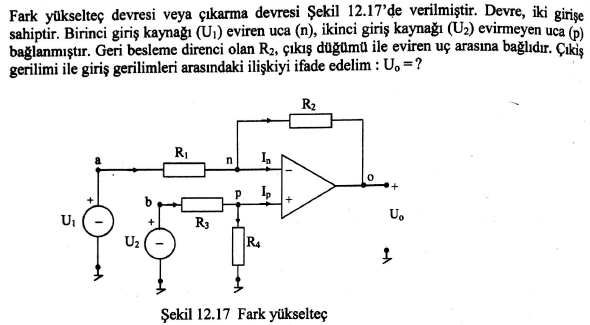 Fark yükselteç devresi veya çıkarma devresi Şekil 12.17'de verilmiştir. Devre, iki girişe
sahiptir. Birinci giriş kaynağı (U₁) eviren uca (n), ikinci giriş kaynağı (U₂) evirmeyen uca (p)
bağlanmıştır. Geri besleme direnci olan R₂, çıkış düğümü ile eviren uç arasına bağlıdır. Çıkış
gerilimi ile giriş gerilimleri arasındaki ilişkiyi ifade edelim : Uₒ = ?
R₂
R₁
a
n
Iₙ
−
o
+
b
p
Iₚ
+
+
+
U₁
−
R₃
Uₒ
U₂
−
R₄
Şekil 12.17 Fark yükselteç